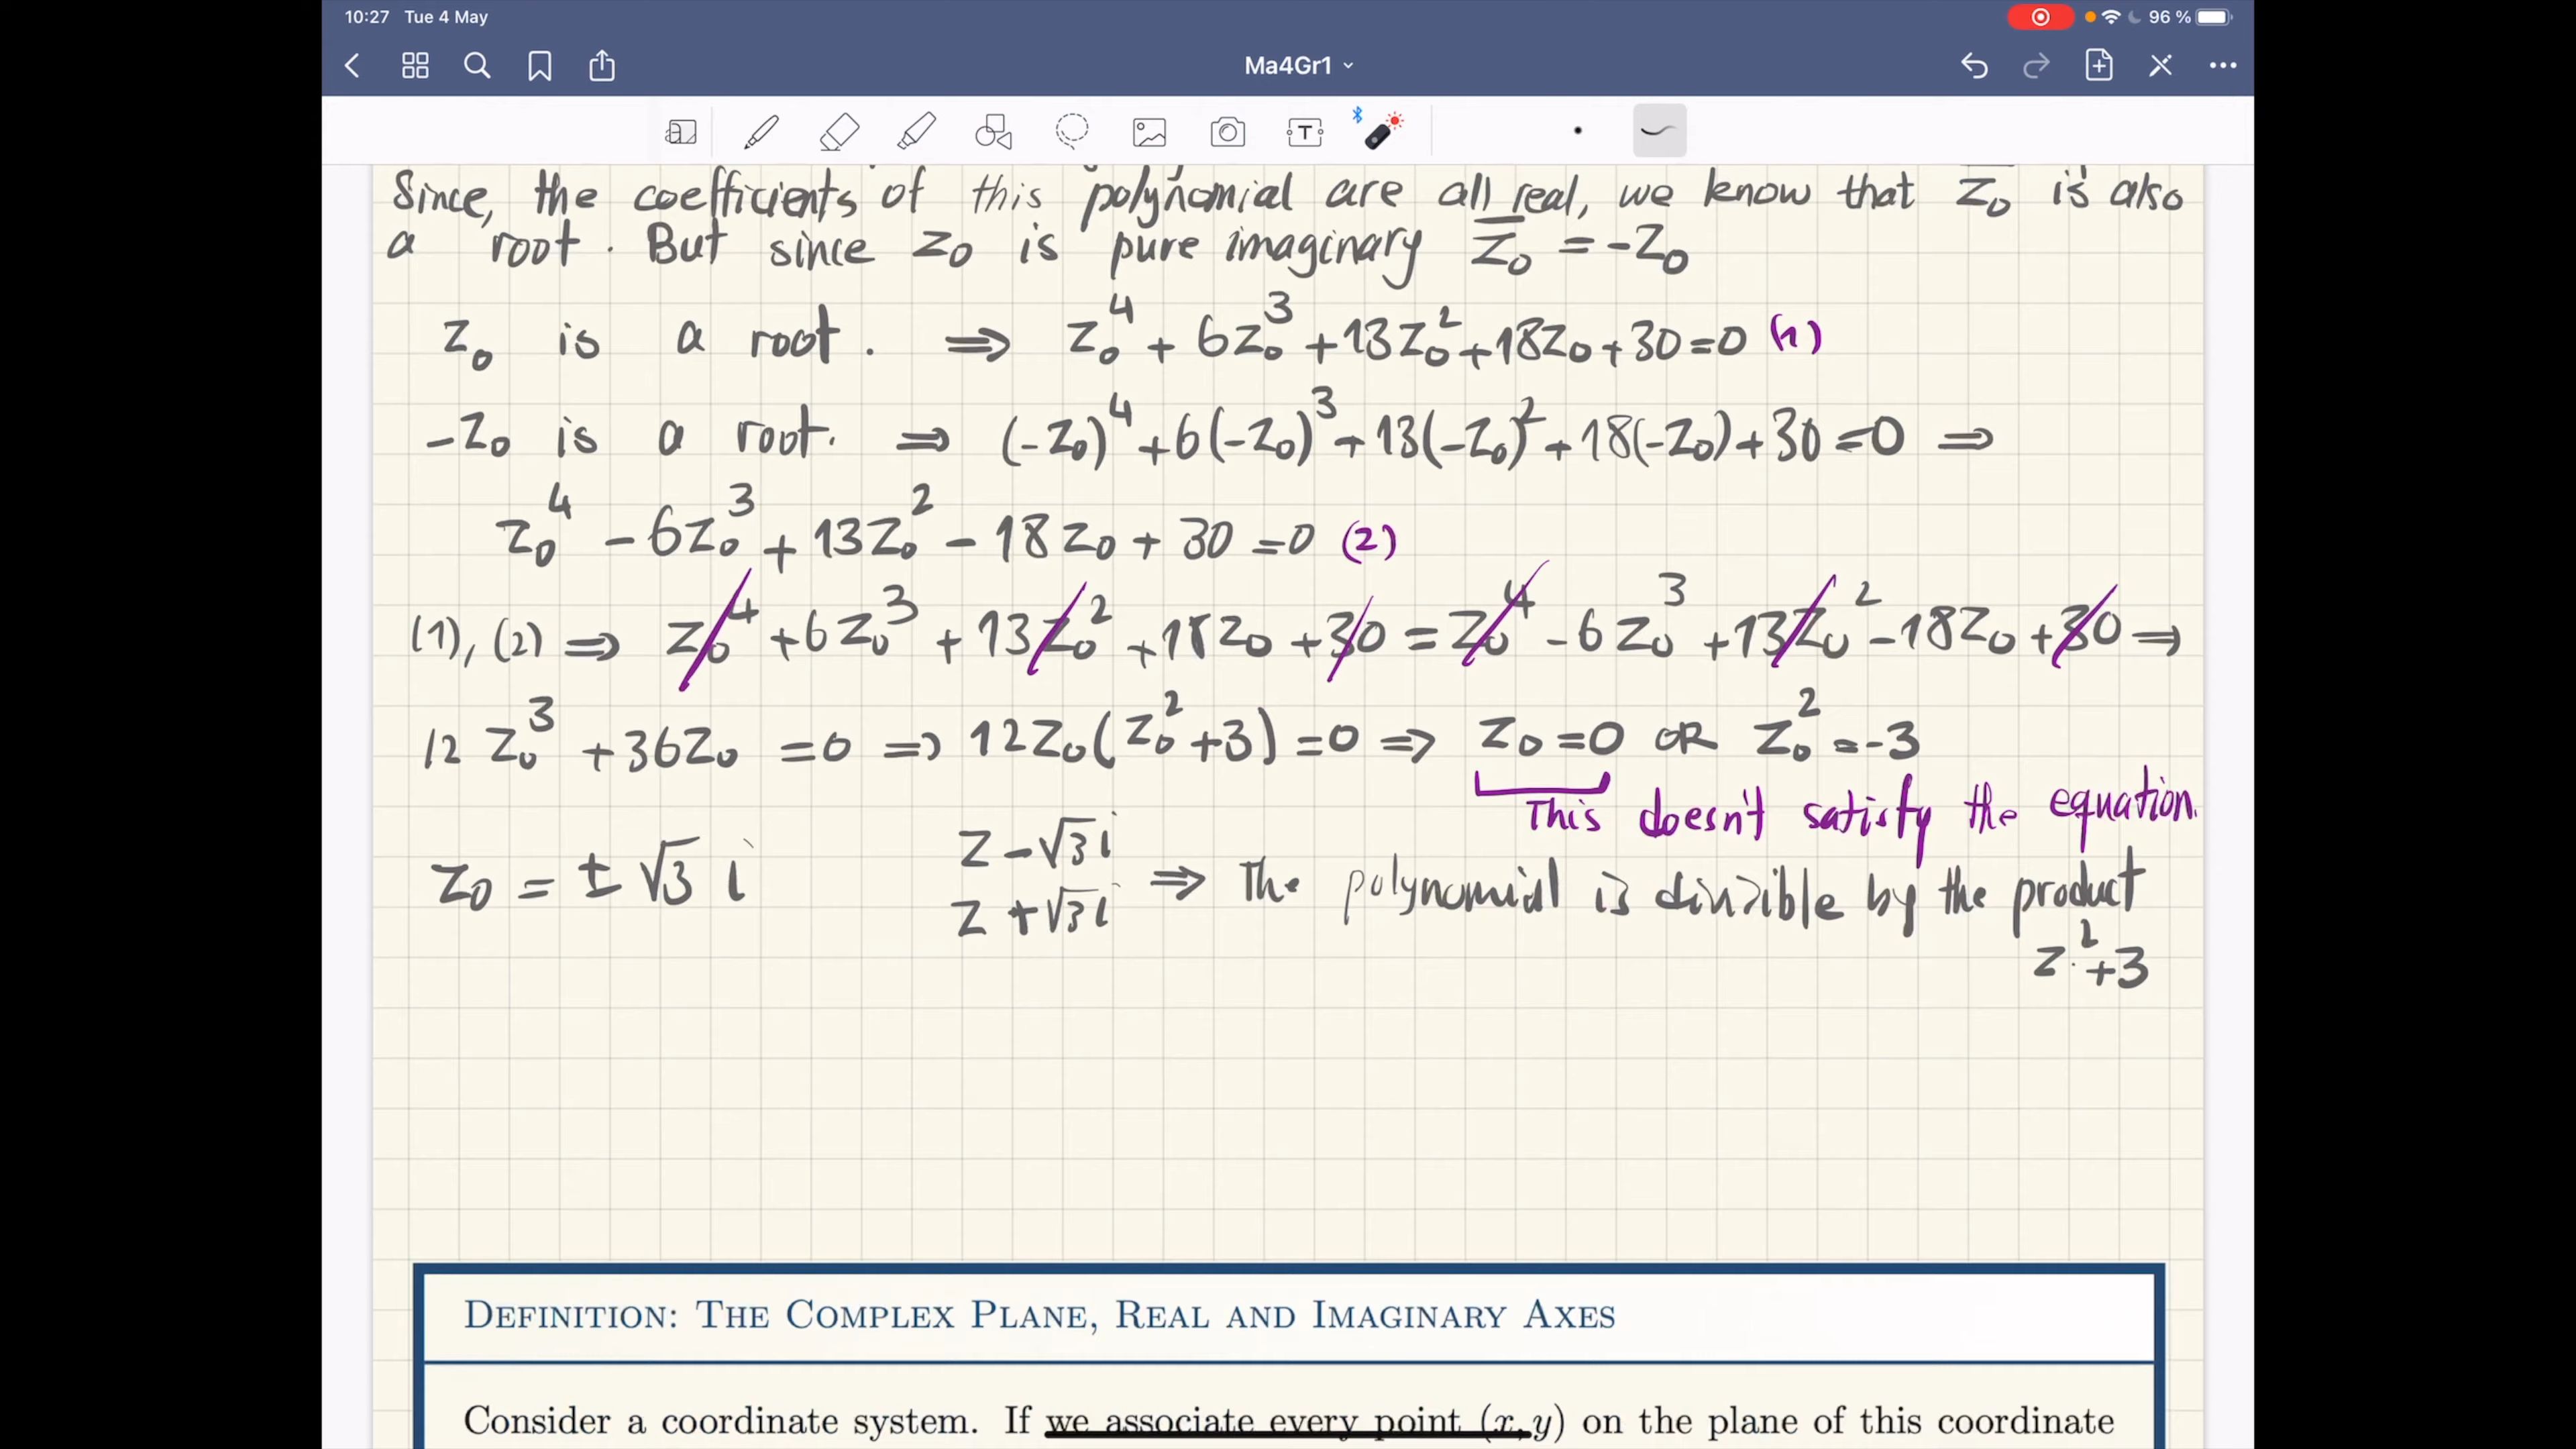 10:27 Tue 4 May
96 %
Ma4Gr1
Since, the coefficients of this polynomial are all real, we know that z̅₀ is also
a root. But since z₀ is pure imaginary z̅₀ = -z₀
z₀ is a root. ⇒ z₀⁴ + 6z₀³ + 13z₀² + 18z₀ + 30 = 0 (1)
-z₀ is a root. ⇒ (-z₀)⁴ + 6(-z₀)³ + 13(-z₀)² + 18(-z₀) + 30 = 0 ⇒
z₀⁴ - 6z₀³ + 13z₀² - 18z₀ + 30 = 0 (2)
(1), (2) ⇒ z₀⁴ + 6z₀³ + 13z₀² + 18z₀ + 30 = z₀⁴ - 6z₀³ + 13z₀² - 18z₀ + 30 ⇒
12 z₀³ + 36z₀ = 0 ⇒ 12z₀(z₀² + 3) = 0 ⇒ z₀ = 0 OR z₀² = -3
This doesn't satisfy the equation.
z₀ = ± √3 i
z - √3 i
z + √3 i
⇒ The polynomial is divisible by the product
z² + 3
DEFINITION: THE COMPLEX PLANE, REAL AND IMAGINARY AXES
Consider a coordinate system. If we associate every point (x, y) on the plane of this coordinate